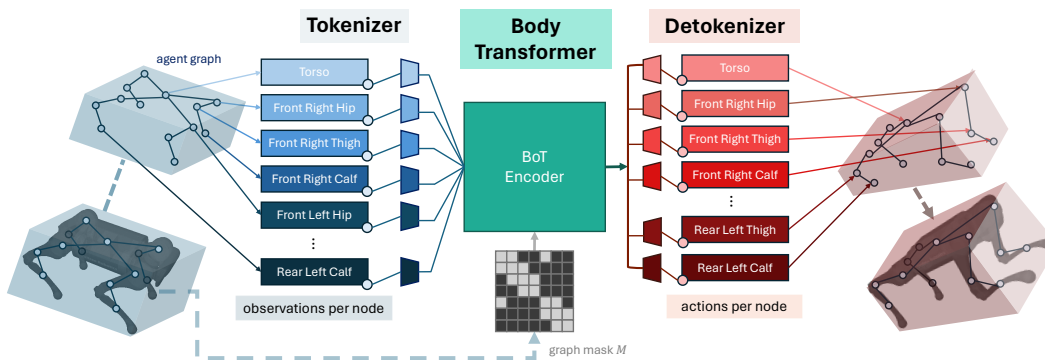 Tokenizer
Body
Transformer
Detokenizer
agent graph
Torso
Front Right Hip
Front Right Thigh
Front Right Calf
Front Left Hip
...
Rear Left Calf
observations per node
BoT
Encoder
graph mask M
Torso
Front Right Hip
Front Right Thigh
Front Right Calf
...
Rear Left Thigh
Rear Left Calf
actions per node